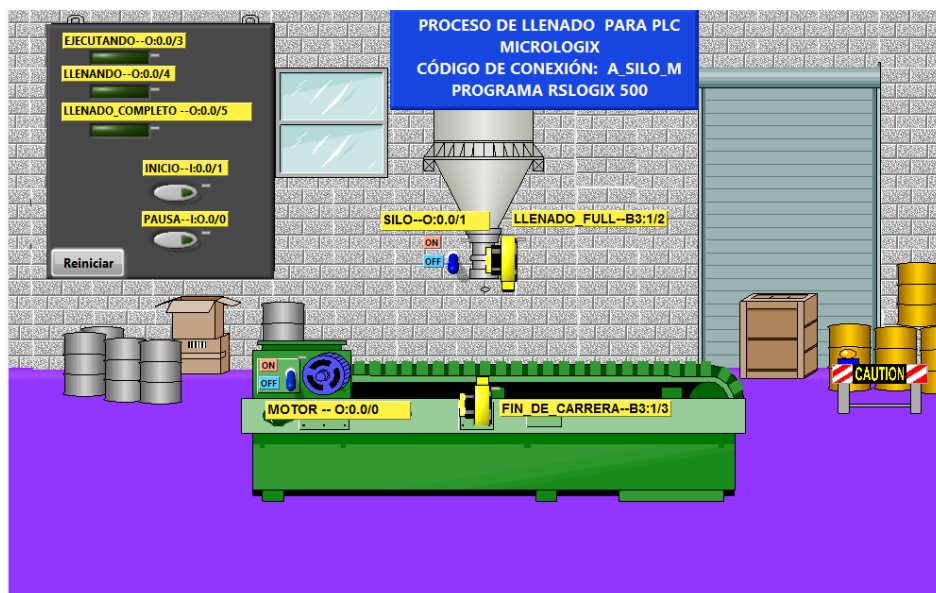 PROCESO DE LLENADO PARA PLC
MICROLOGIX
CÓDIGO DE CONEXIÓN: A_SILO_M
PROGRAMA RSLOGIX 500
EJECUTANDO--O:0.0/3
LLENANDO--O:0.0/4
LLENADO_COMPLETO --O:0.0/5
INICIO--I:0.0/1
PAUSA--I:O.0/0
Reiniciar
SILO--O:0.0/1
LLENADO_FULL--B3:1/2
ON
OFF
ON
OFF
MOTOR -- O:0.0/0
FIN_DE_CARRERA--B3:1/3
CAUTION